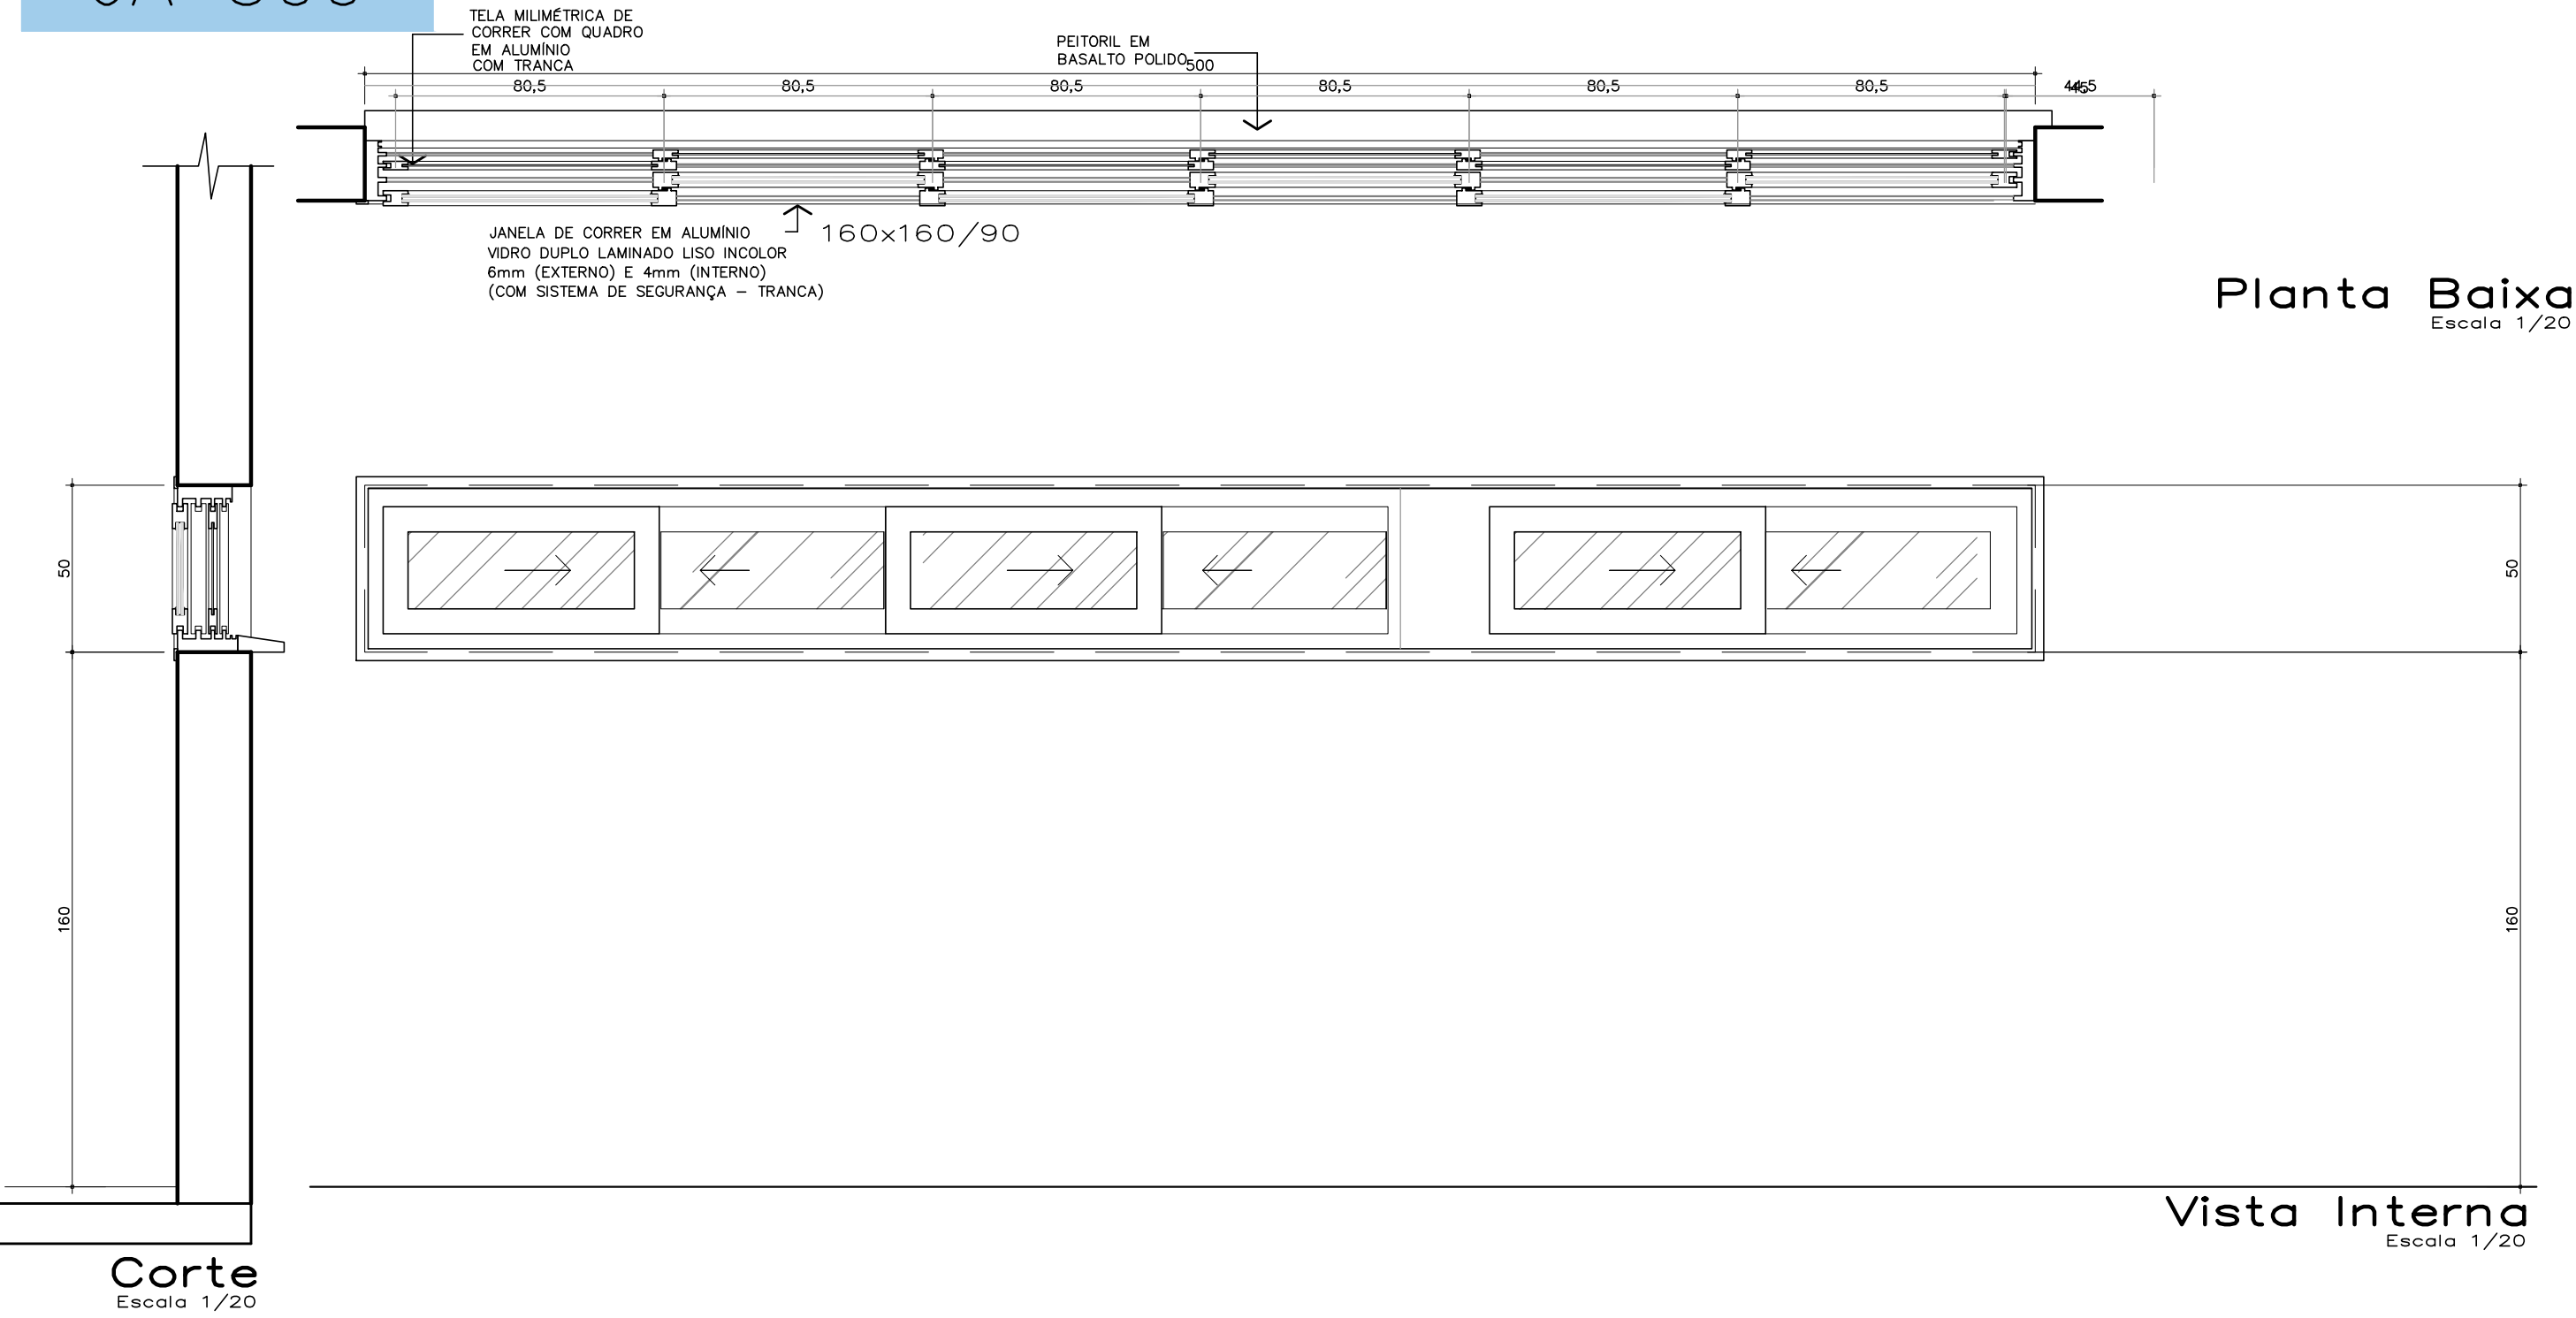 TELA MILIMÉTRICA DE
CORRER COM QUADRO
EM ALUMÍNIO
COM TRANCA
PEITORIL EM
BASALTO POLIDO
500
80,5 80,5 80,5 80,5 80,5 80,5 44,5
JANELA DE CORRER EM ALUMÍNIO
VIDRO DUPLO LAMINADO LISO INCOLOR
6mm (EXTERNO) E 4mm (INTERNO)
(COM SISTEMA DE SEGURANÇA – TRANCA)
160x160/90
Planta Baixa
Escala 1/20
50
50
160
160
Vista Interna
Escala 1/20
Corte
Escala 1/20